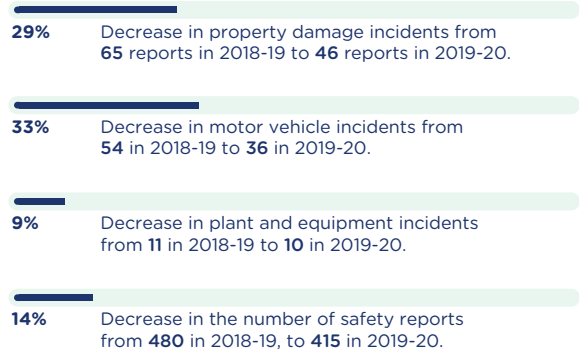 29% Decrease in property damage incidents from
65 reports in 2018-19 to 46 reports in 2019-20.
33% Decrease in motor vehicle incidents from
54 in 2018-19 to 36 in 2019-20.
9% Decrease in plant and equipment incidents
from 11 in 2018-19 to 10 in 2019-20.
14% Decrease in the number of safety reports
from 480 in 2018-19, to 415 in 2019-20.